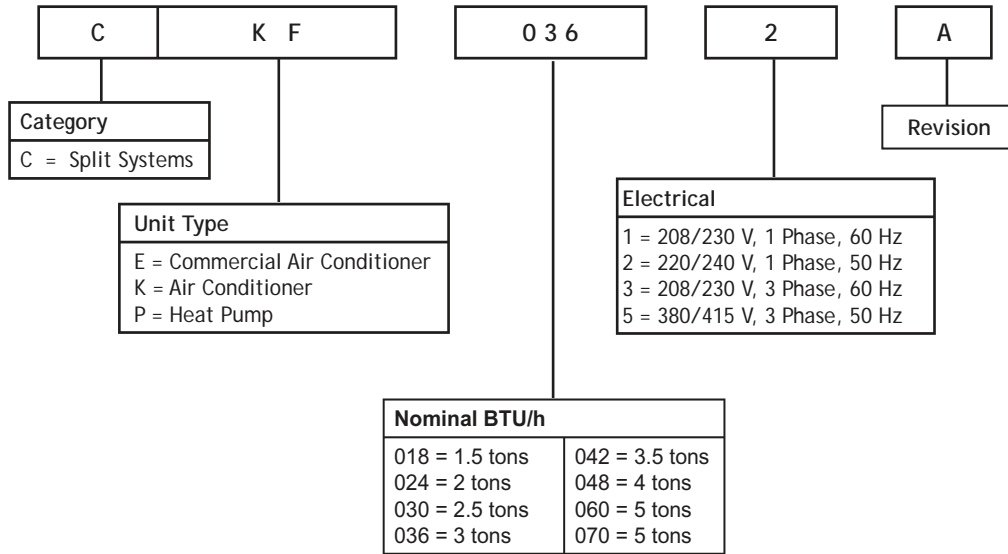 C K F 0 3 6 2 A
Category
C = Split Systems
Revision
Unit Type
E = Commercial Air Conditioner
K = Air Conditioner
P = Heat Pump
Electrical
1 = 208/230 V, 1 Phase, 60 Hz
2 = 220/240 V, 1 Phase, 50 Hz
3 = 208/230 V, 3 Phase, 60 Hz
5 = 380/415 V, 3 Phase, 50 Hz
Nominal BTU/h
018 = 1.5 tons
024 = 2 tons
030 = 2.5 tons
036 = 3 tons
042 = 3.5 tons
048 = 4 tons
060 = 5 tons
070 = 5 tons